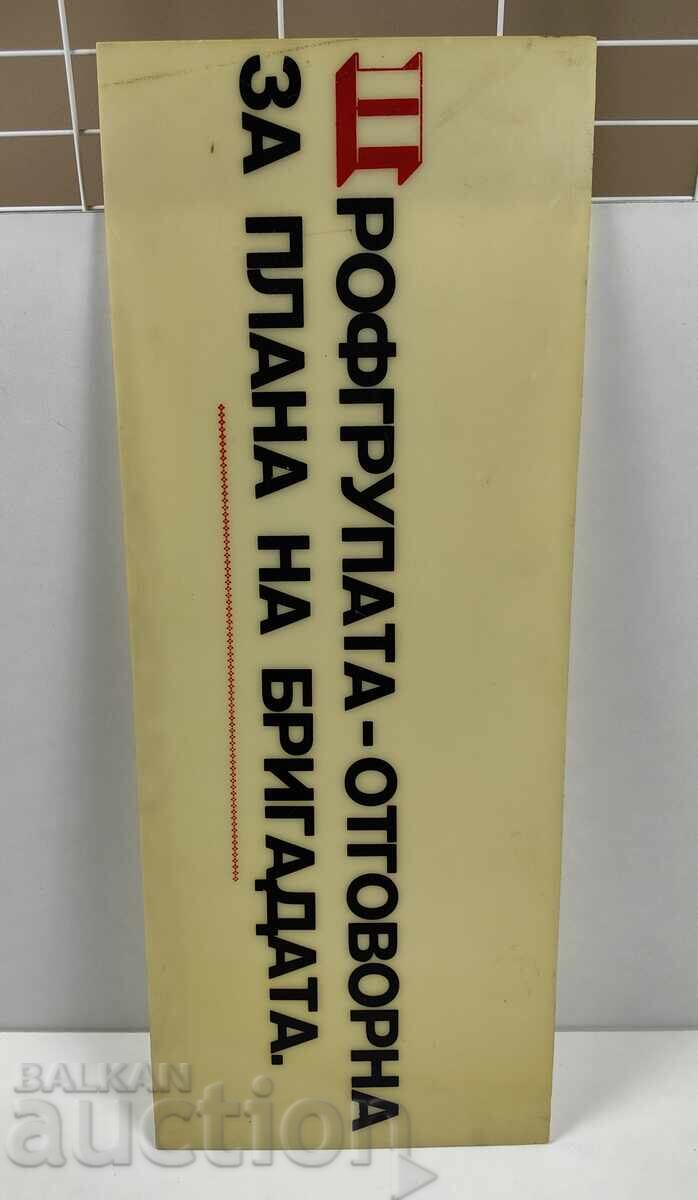 ПРОФГРУПАТА-ОТГОВОРНА
ЗА ПЛАНА НА БРИГАДАТА.
BALKAN
auction